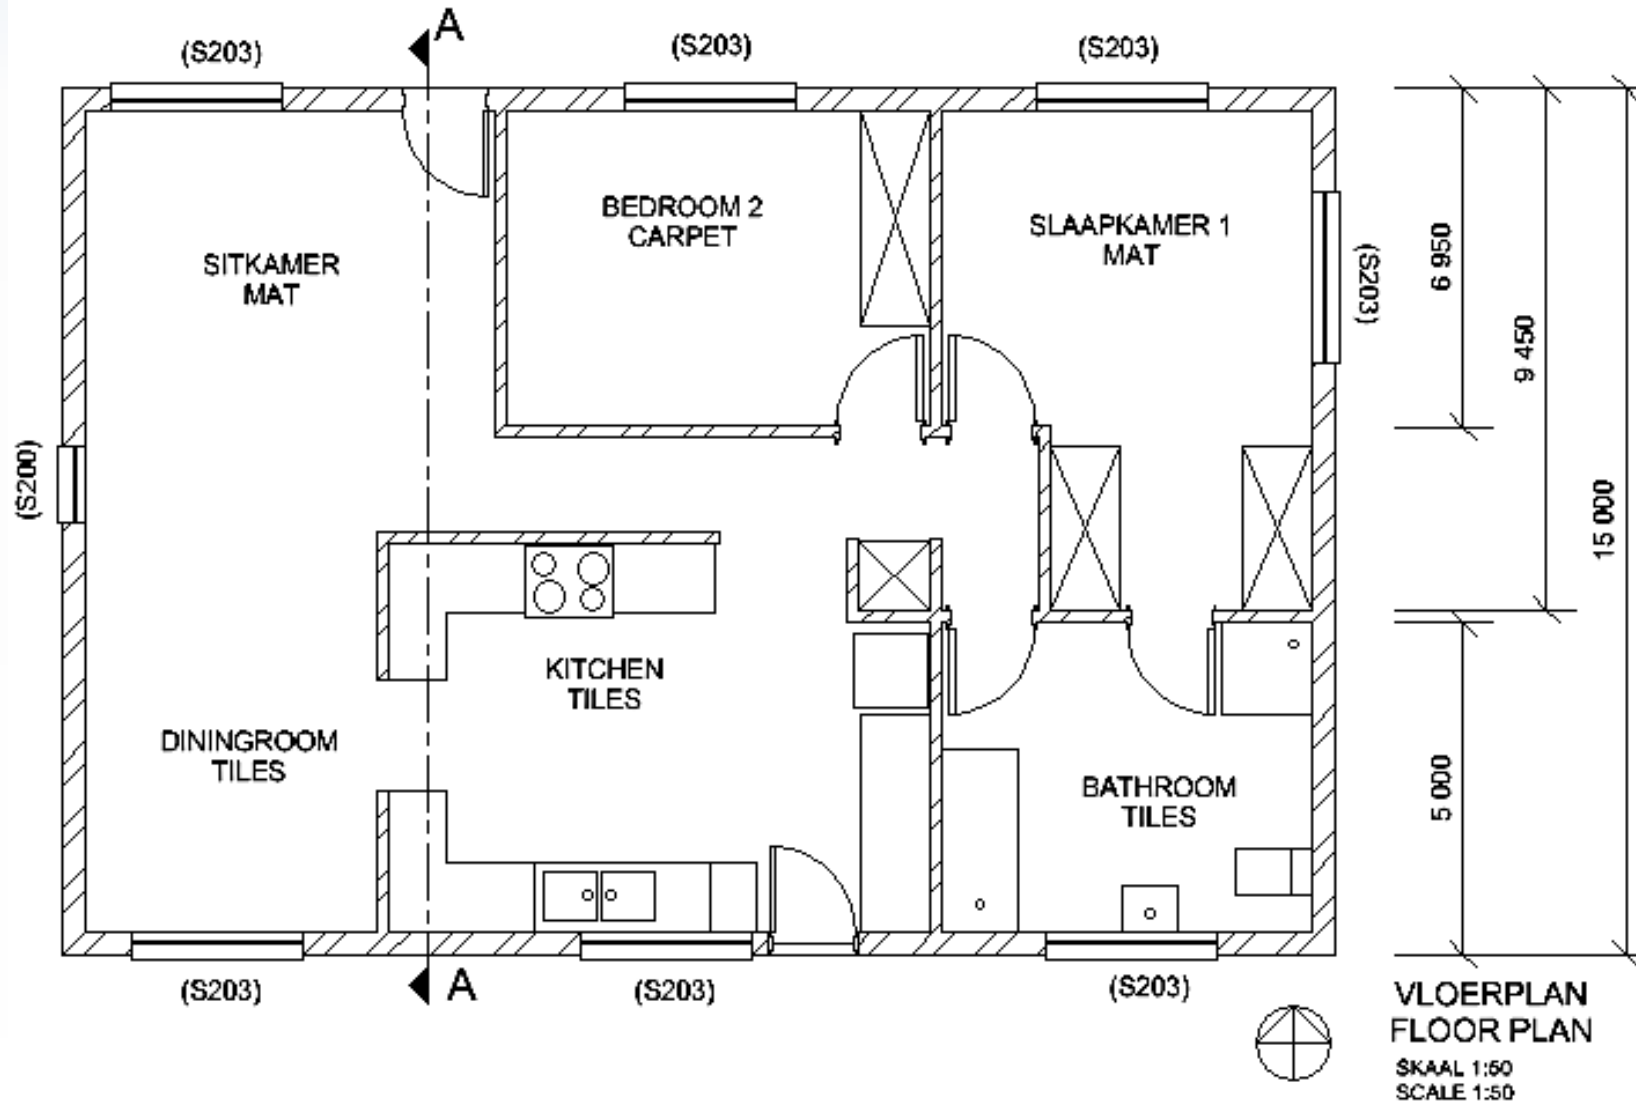 A
(S203)
(S203)
(S203)
BEDROOM 2
CARPET
SLAAPKAMER 1
MAT
SITKAMER
MAT
6 950
(S203)
9 450
(S200)
15 000
KITCHEN
TILES
DININGROOM
TILES
5 000
BATHROOM
TILES
(S203)
A
(S203)
(S203)
VLOERPLAN
FLOOR PLAN
SKAAL 1:50
SCALE 1:50